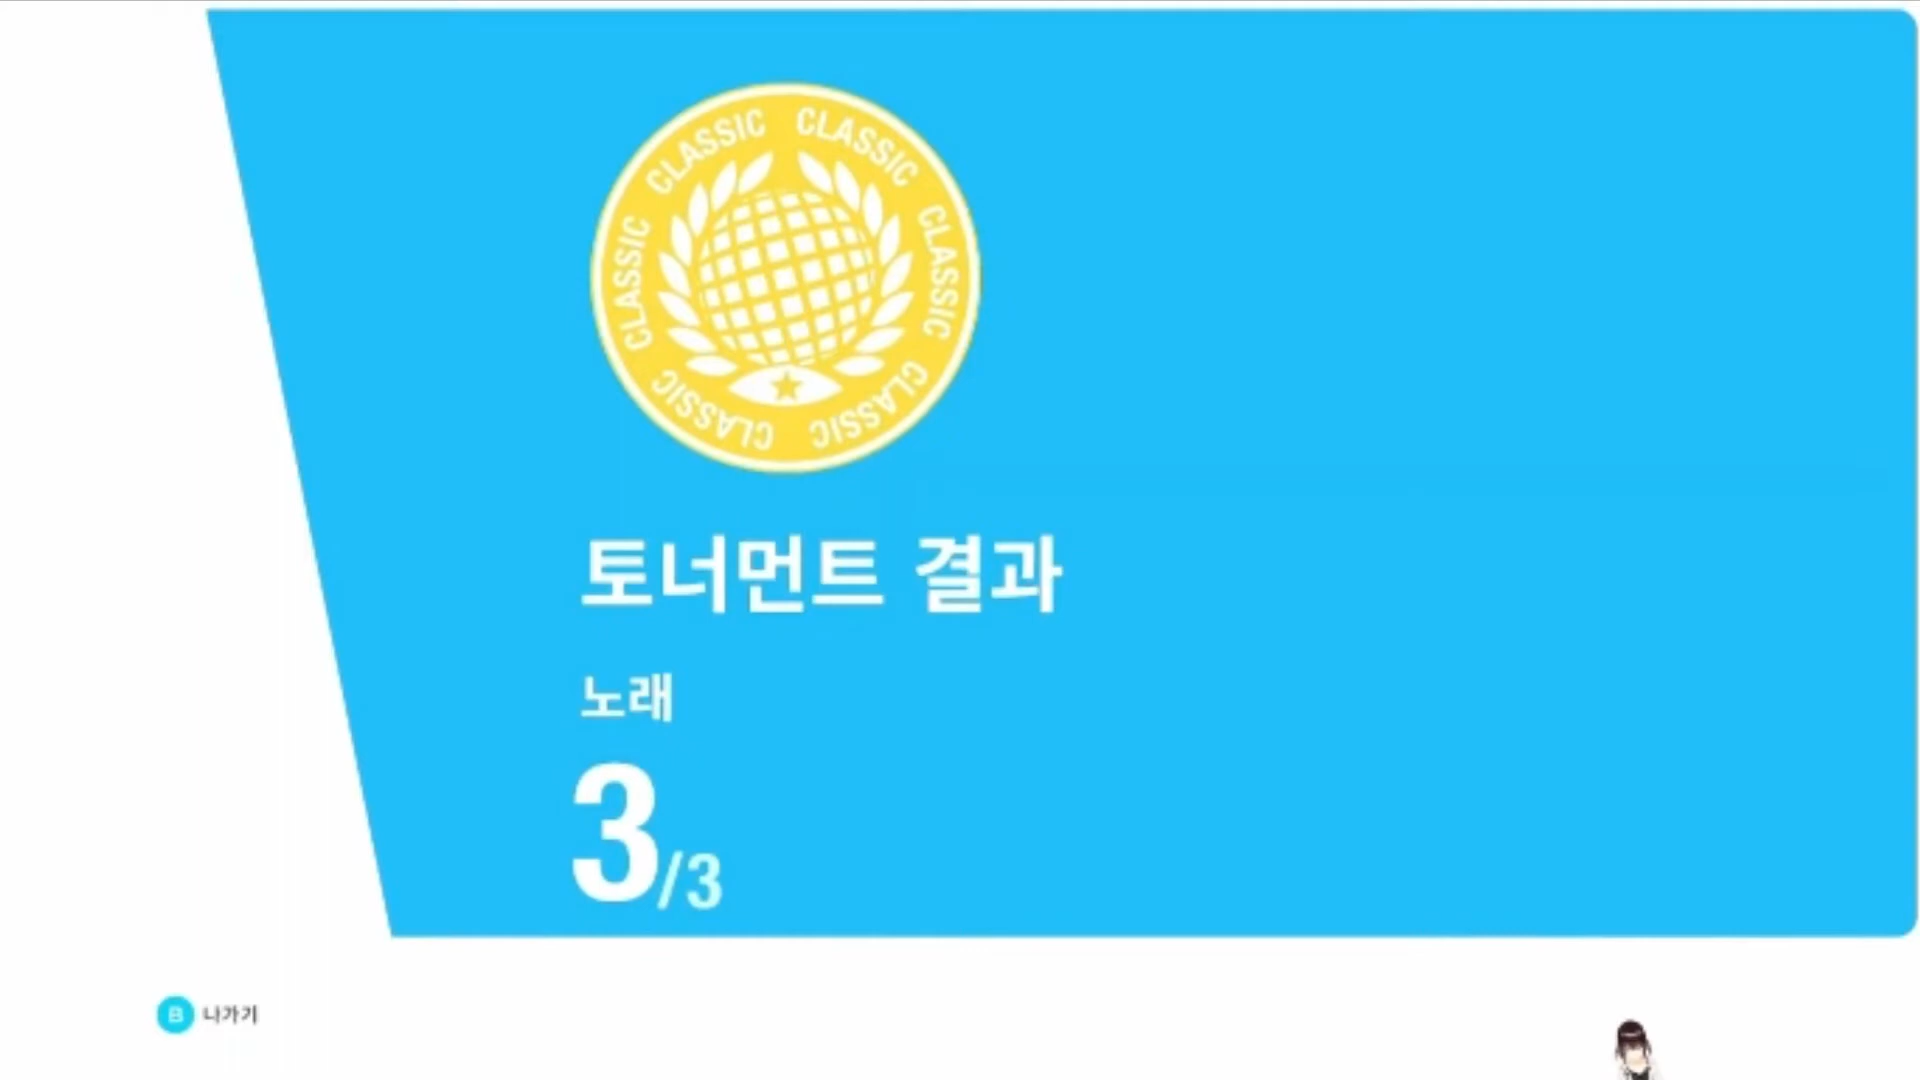 CLASSIC CLASSIC CLASSIC CLASSIC CLASSIC CLASSIC CLASSIC
토너먼트 결과
노래
3/3
B 나가기